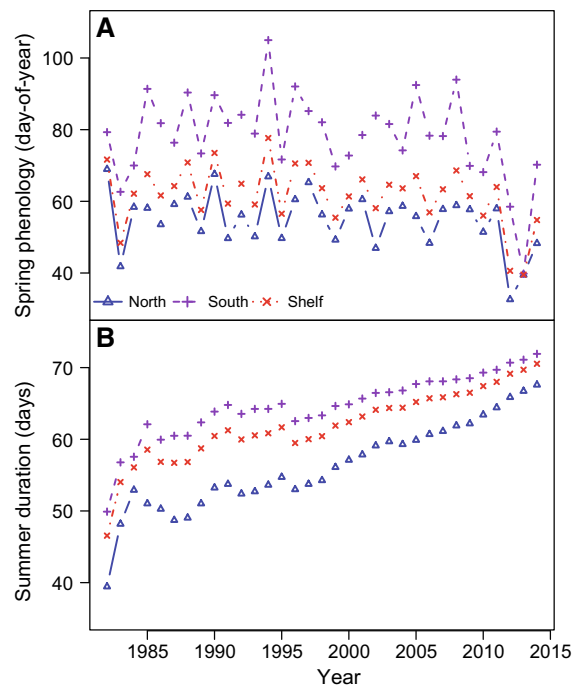 A
Spring phenology (day-of-year)
100
80
60
40
North South Shelf
B
Summer duration (days)
70
60
50
40
1985 1990 1995 2000 2005 2010 2015
Year